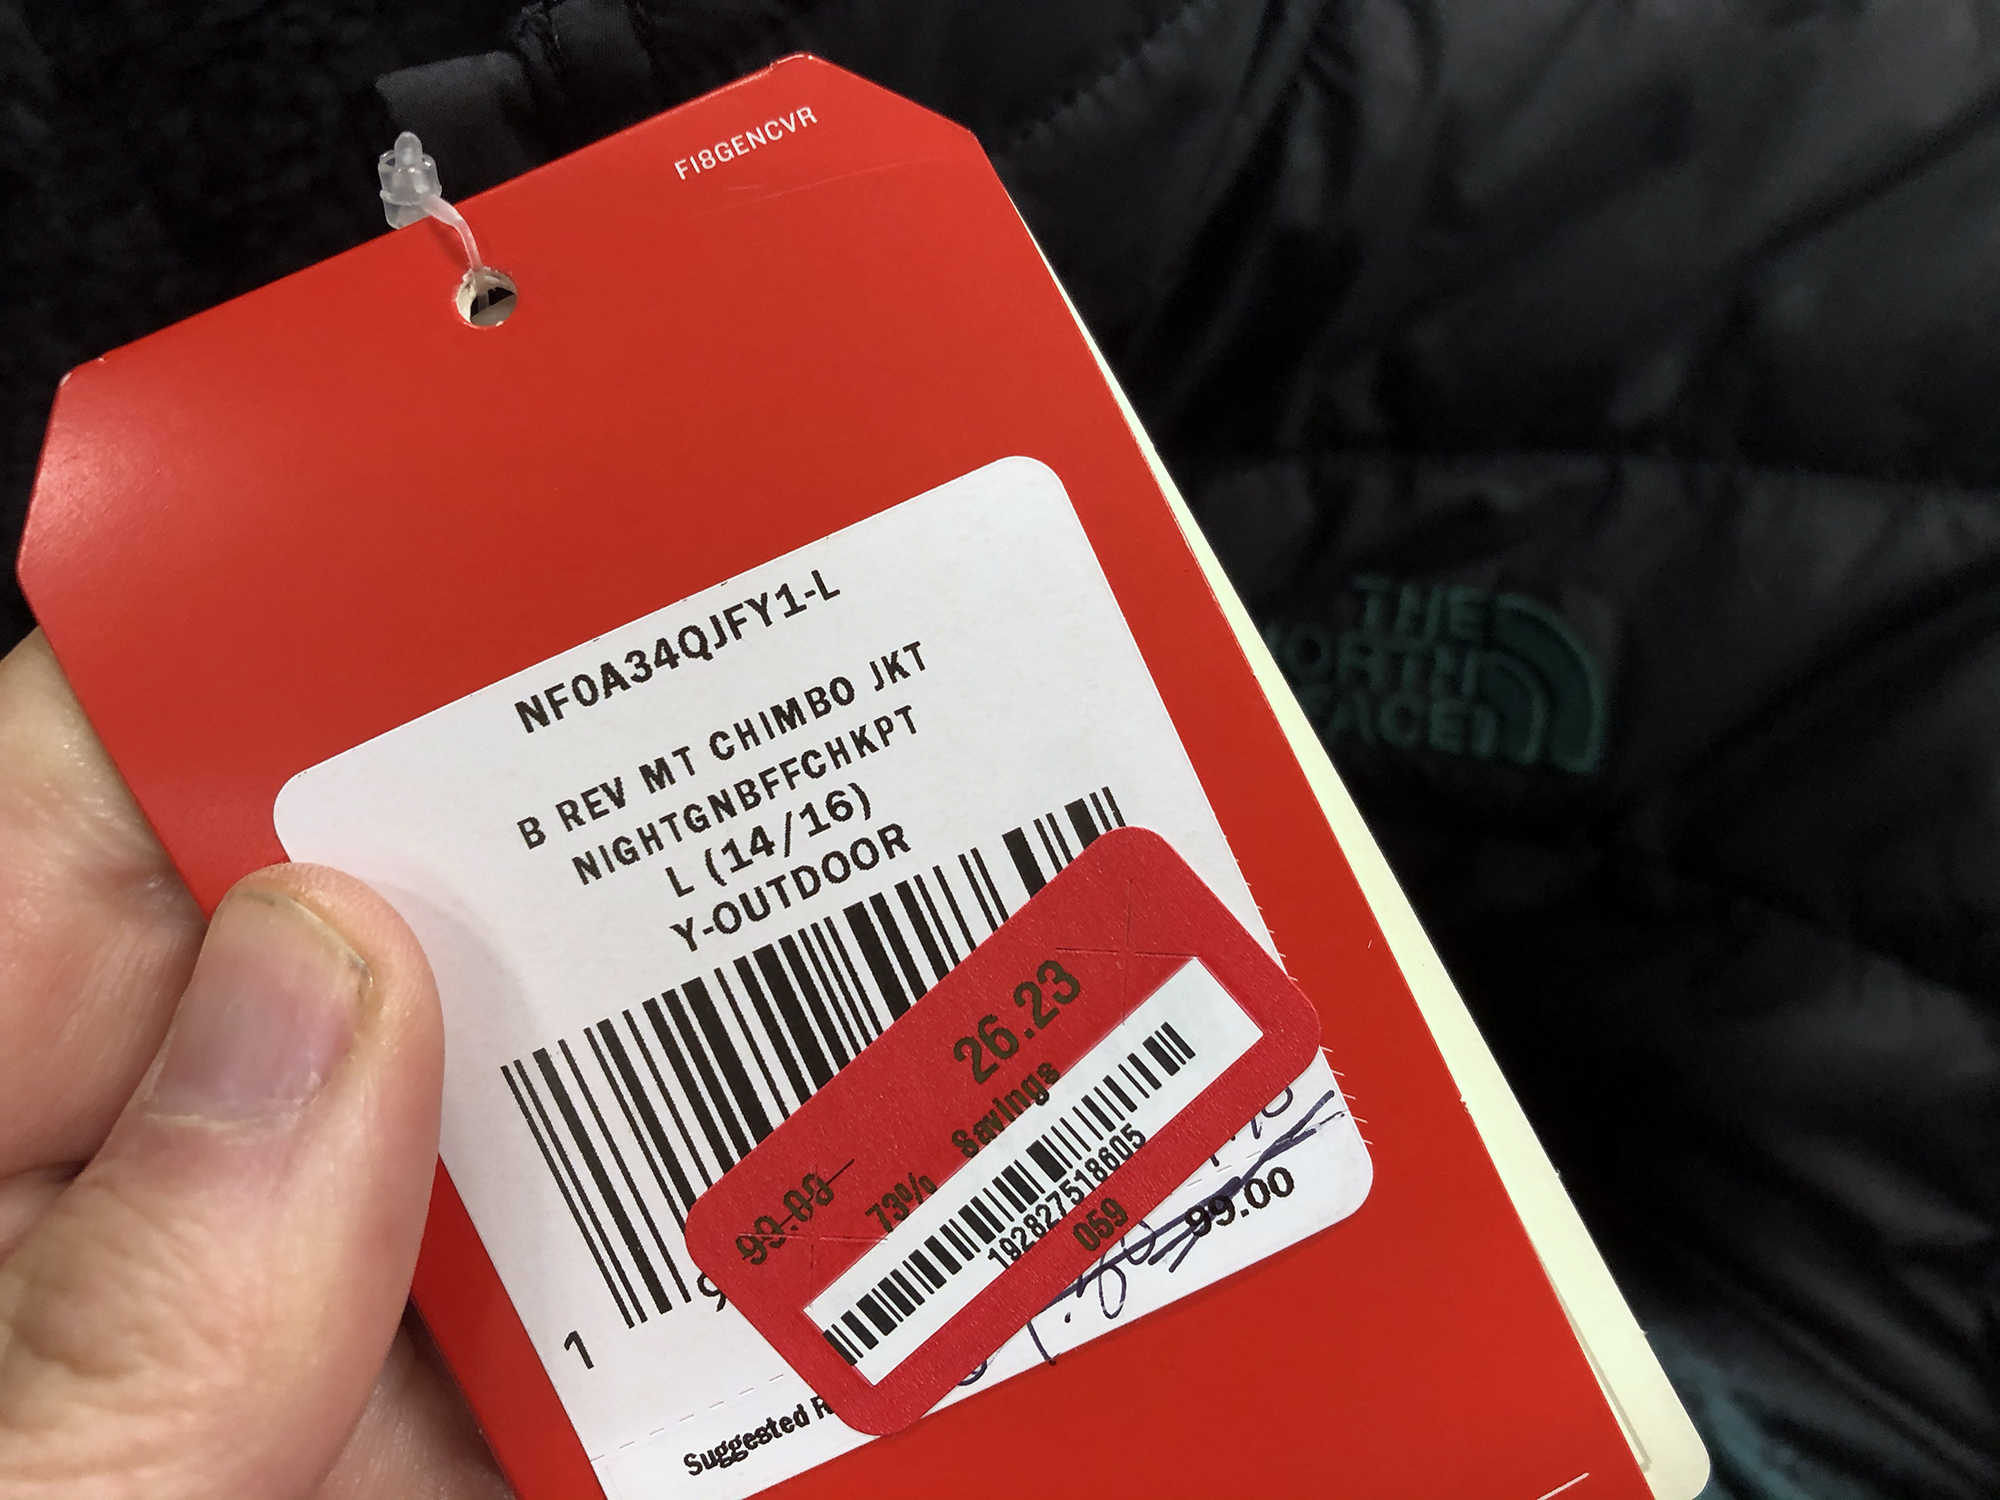 FI8GENCVR
NF0A34QJFY1-L
B REV MT CHIMBO JKT
NIGHTGNBFFCHKPT
L (14/16)
Y-OUTDOOR
26.23
99.00
73% Savings
192827518605
059
99.00
1
Suggested
THE
NORTH
FACE